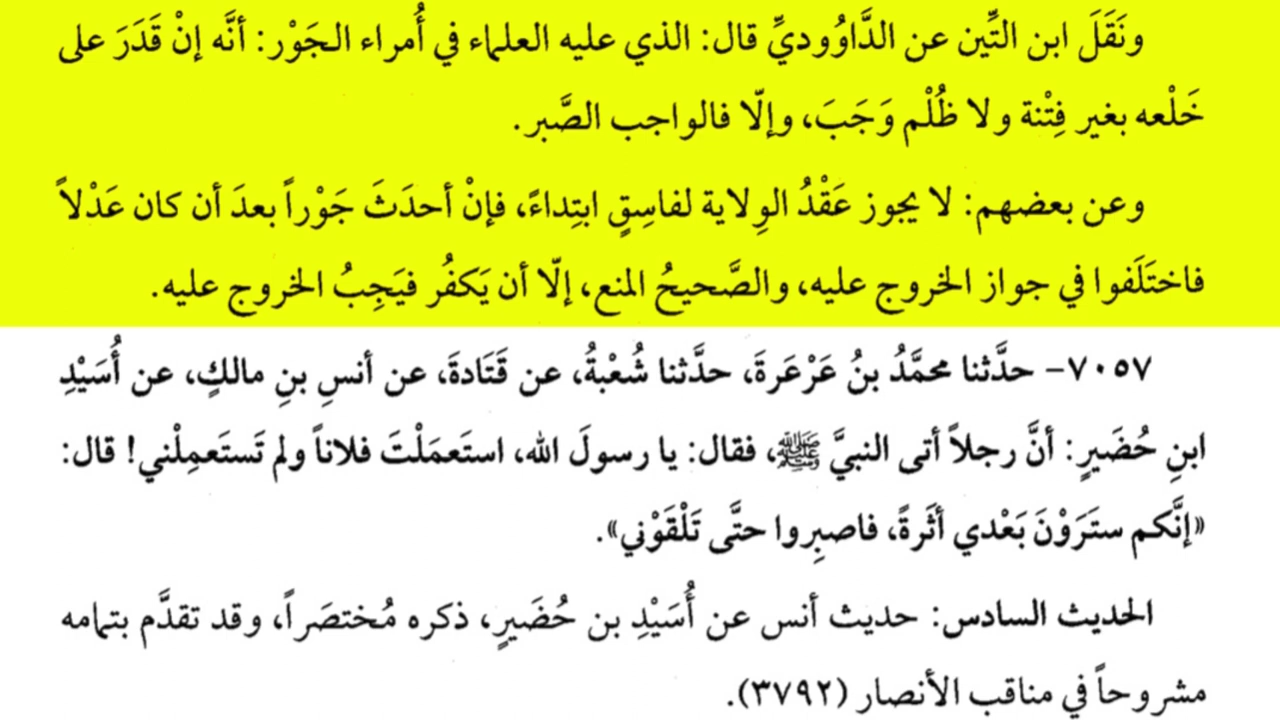 ونَقَلَ ابن التِّين عن الدَّاوُوديِّ قال: الذي عليه العلماء في أُمراء الجَوْر: أنَّه إنْ قَدَرَ على
خَلْعه بغير فِتْنة ولا ظُلْم وَجَبَ، وإلّا فالواجب الصَّبر.
وعن بعضهم: لا يجوز عَقْدُ الوِلاية لفاسِقٍ ابتِداءً، فإنْ أحدَثَ جَوْراً بعدَ أن كان عَدْلاً
فاختَلَفوا في جواز الخروج عليه، والصَّحيحُ المنع، إلّا أن يَكفُر فيَجِبُ الخروج عليه.
٧٠٥٧- حدَّثنا محمَّدُ بنُ عَرْعَرةَ، حدَّثنا شُعْبةُ، عن قَتَادةَ، عن أنسِ بنِ مالكٍ، عن أُسَيْدِ
ابنِ حُضَيرٍ: أنَّ رجلاً أتى النبيَّ ﷺ، فقال: يا رسولَ الله، استَعمَلْتَ فلاناً ولم تَستَعمِلْني! قال:
«إنَّكم ستَرَوْنَ بَعْدي أثَرةً، فاصبِروا حتَّى تَلْقَوْني».
الحديث السادس: حديث أنس عن أُسَيْدِ بن حُضَيرٍ، ذكره مُختصَراً، وقد تقدَّم بتمامه
مشروحاً في مناقب الأنصار (٣٧٩٢).